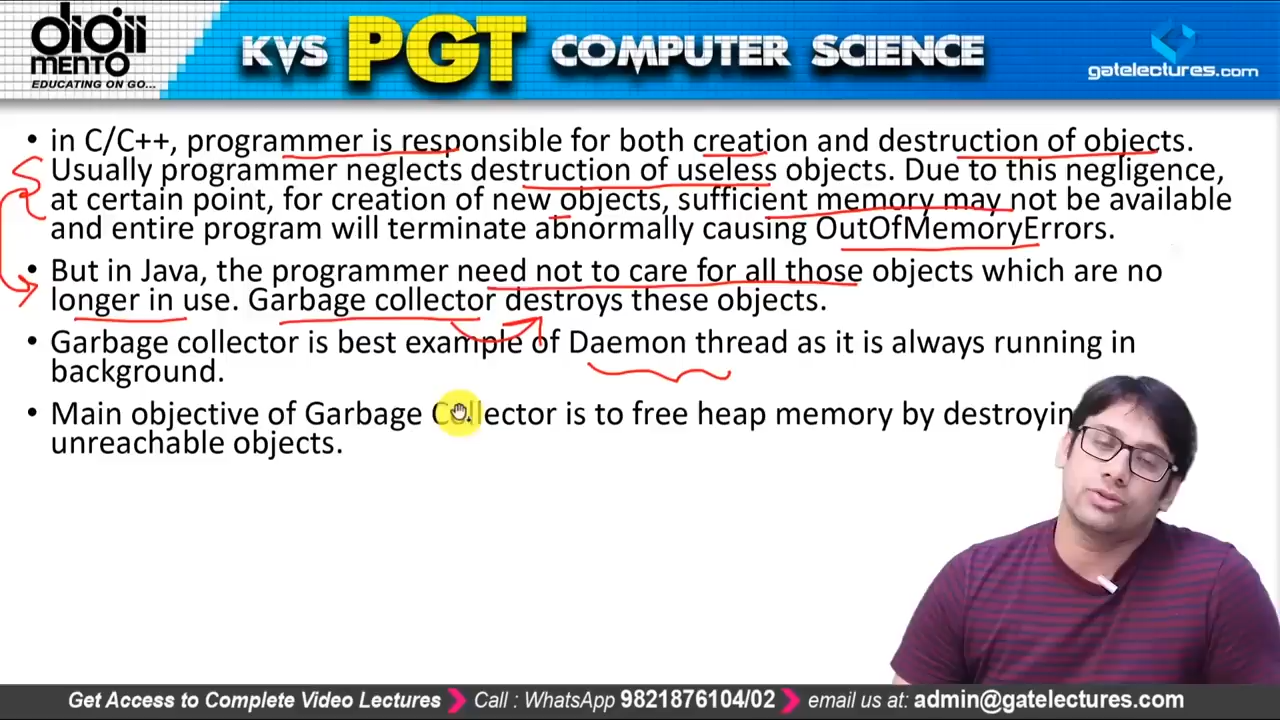 digii
MENTO
EDUCATING ON GO...
KVS PGT COMPUTER SCIENCE
gatelectures.com
• in C/C++, programmer is responsible for both creation and destruction of objects.
Usually programmer neglects destruction of useless objects. Due to this negligence,
at certain point, for creation of new objects, sufficient memory may not be available
and entire program will terminate abnormally causing OutOfMemoryErrors.
• But in Java, the programmer need not to care for all those objects which are no
longer in use. Garbage collector destroys these objects.
• Garbage collector is best example of Daemon thread as it is always running in
background.
• Main objective of Garbage Collector is to free heap memory by destroyin
unreachable objects.
Get Access to Complete Video Lectures Call : WhatsApp 9821876104/02 email us at: admin@gatelectures.com